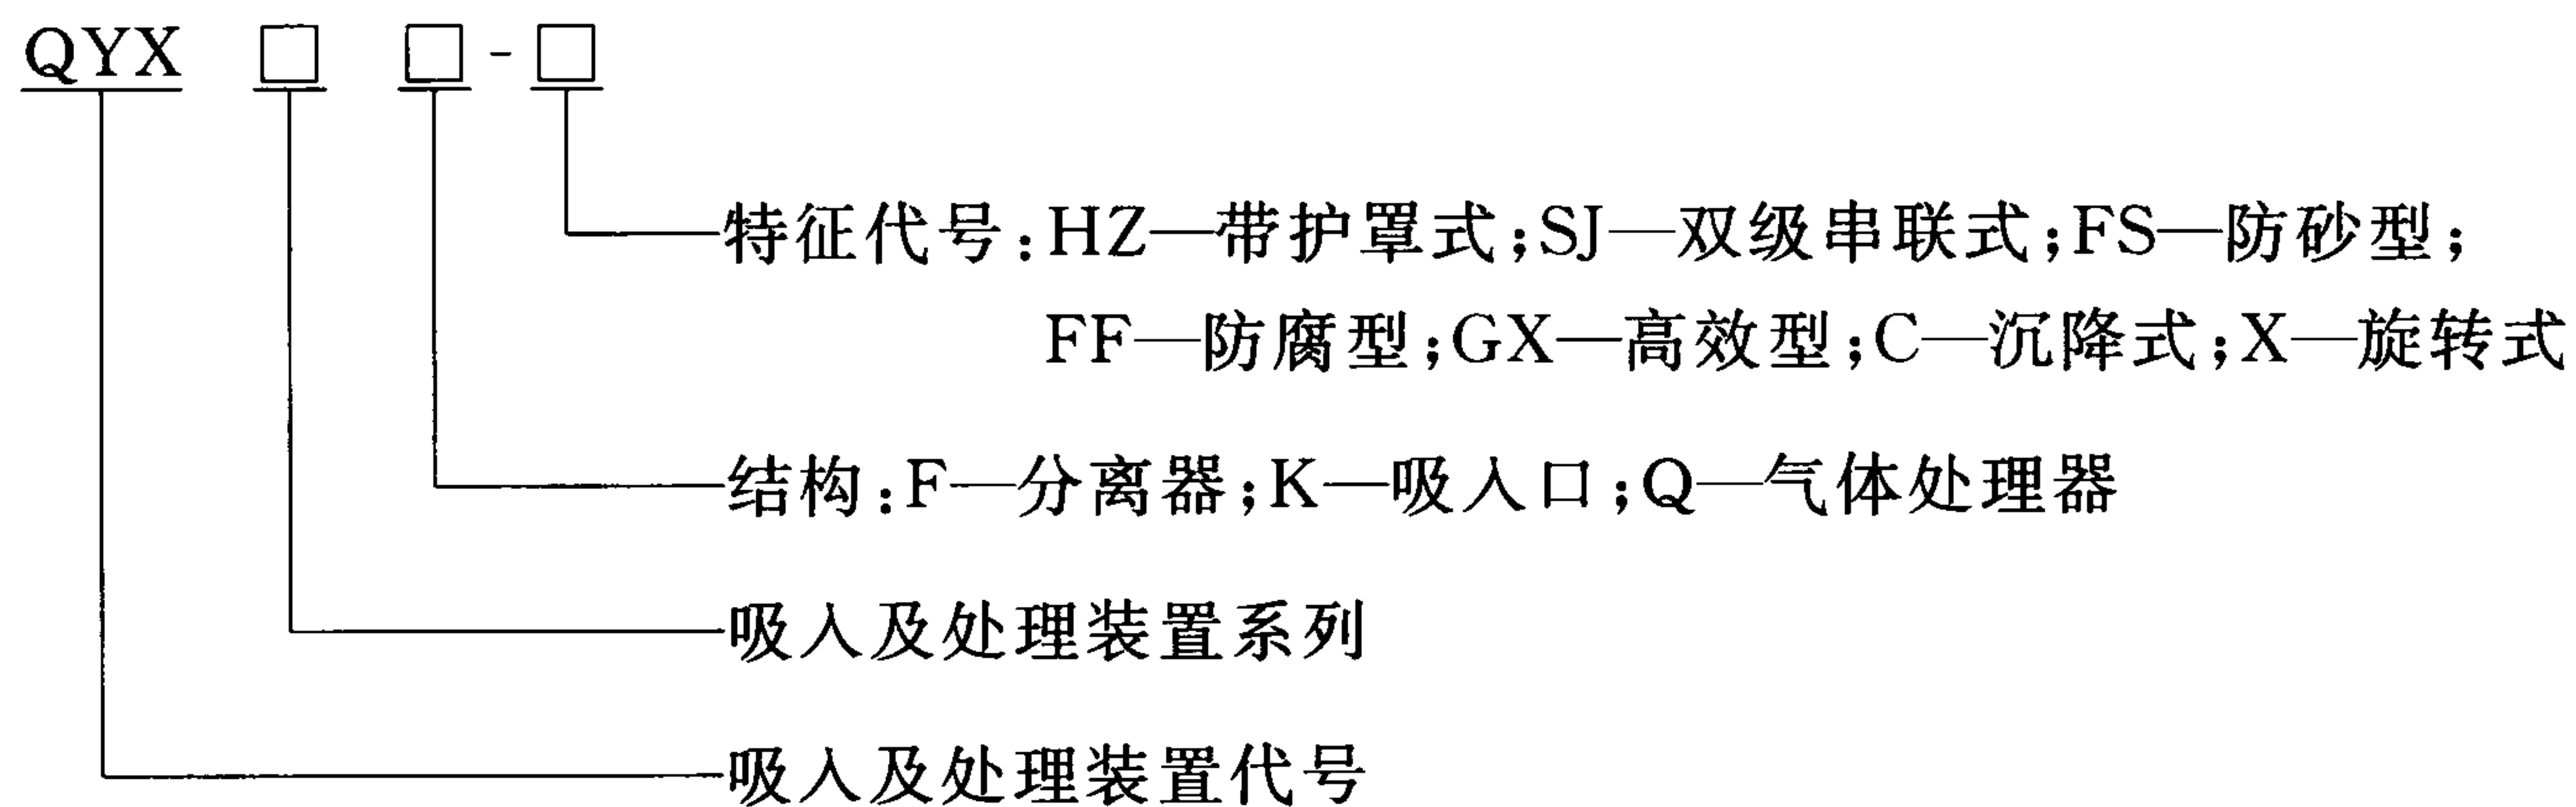 QYX □ □-□
特征代号:HZ—带护罩式;SJ—双级串联式;FS—防砂型;
FF—防腐型;GX—高效型;C—沉降式;X—旋转式
结构:F—分离器;K—吸入口;Q—气体处理器
吸入及处理装置系列
吸入及处理装置代号